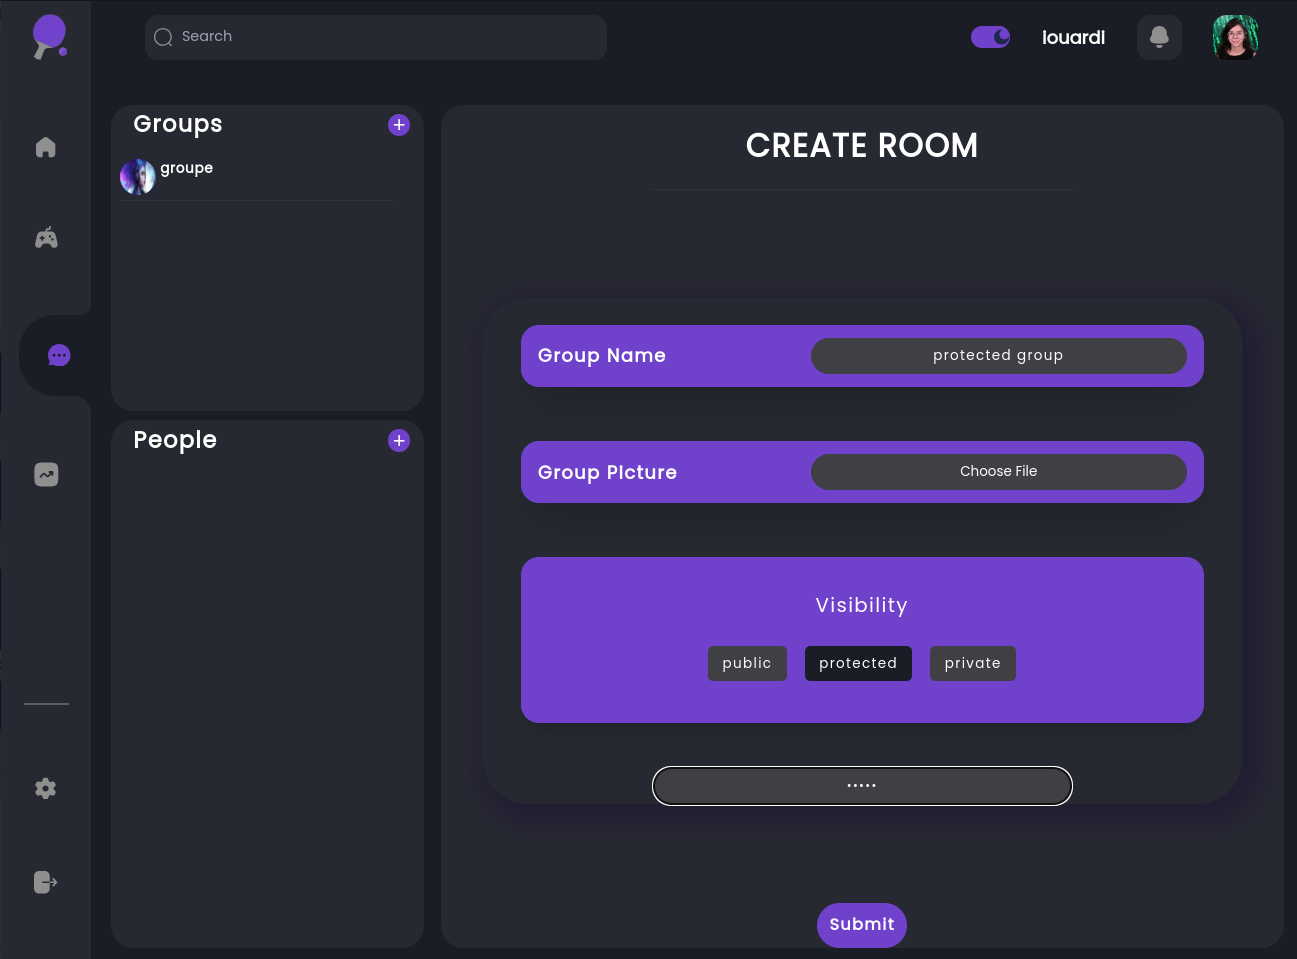 Search
iouardi
Groups
groupe
People
CREATE ROOM
Group Name
protected group
Group Picture
Choose File
Visibility
public protected private
•••••
Submit